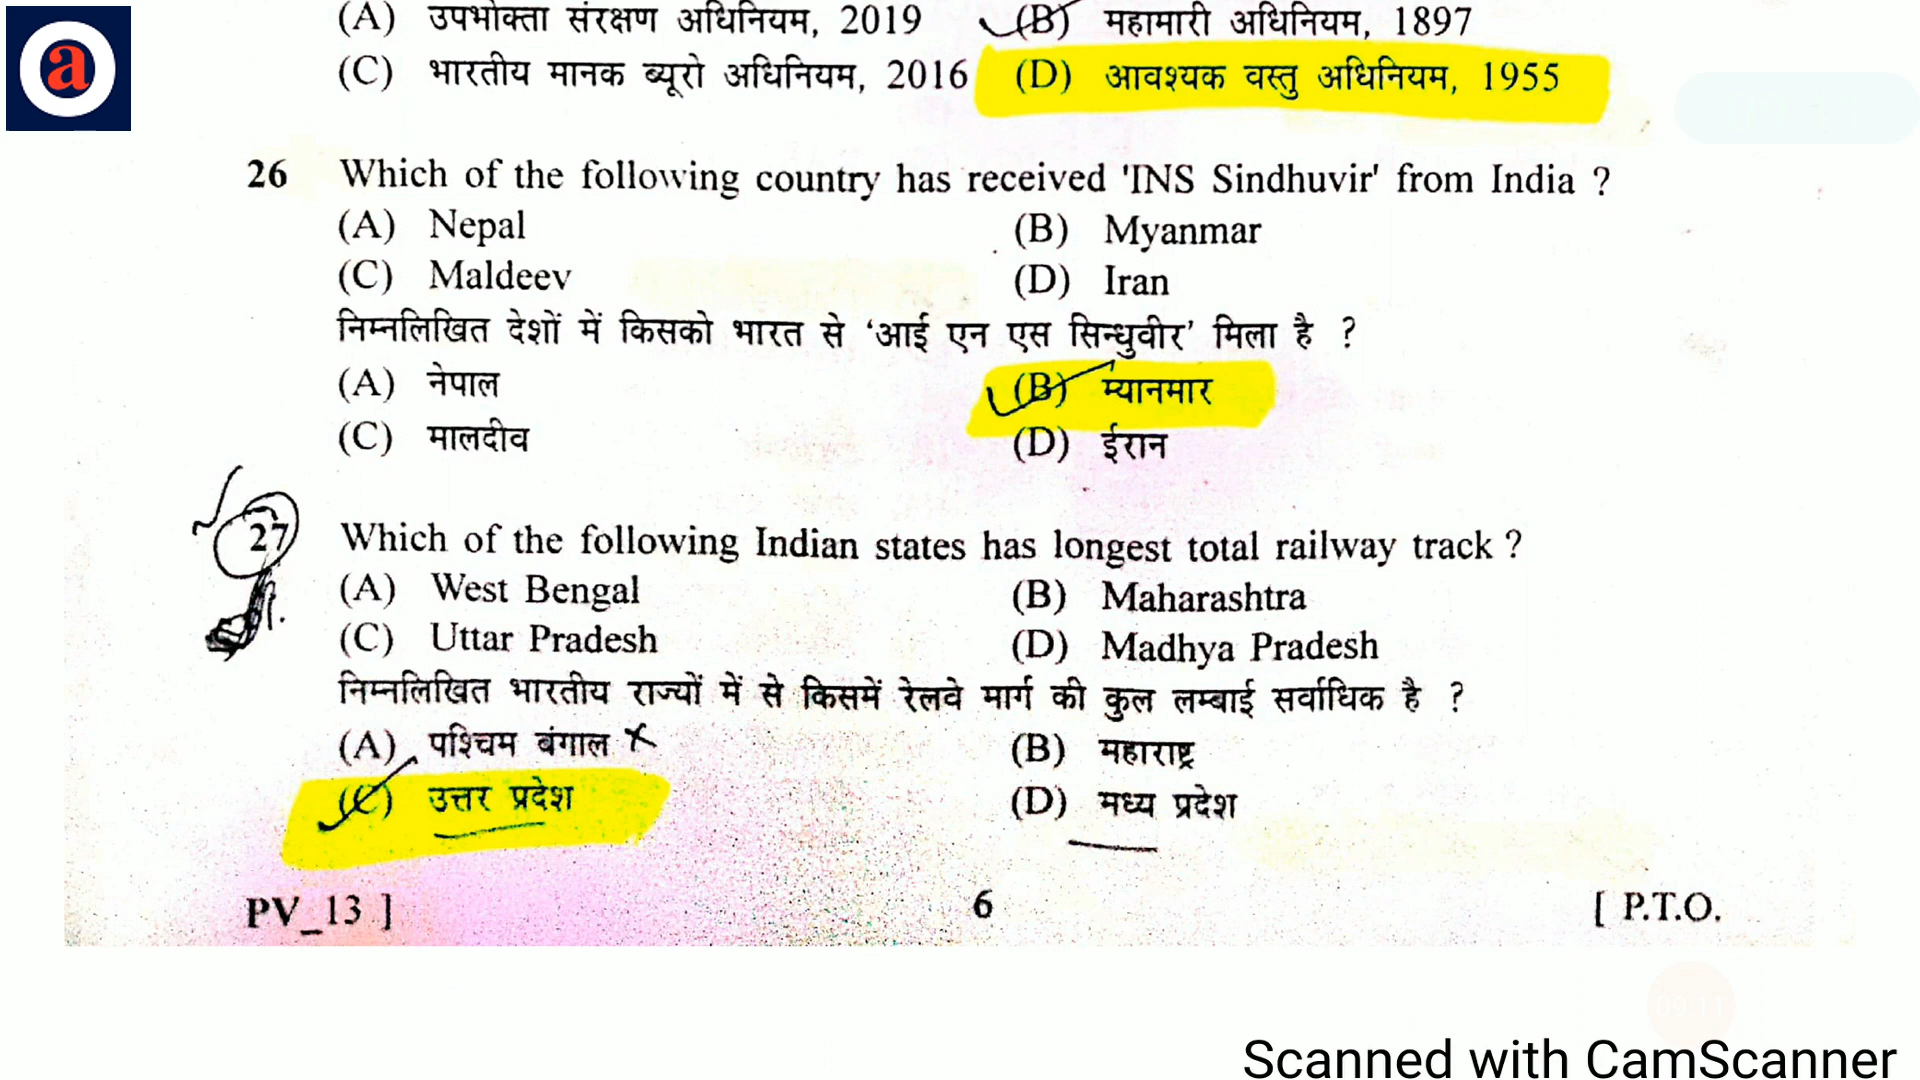 a
(A) उपभोक्ता संरक्षण अधिनियम, 2019 (B) महामारी अधिनियम, 1897
(C) भारतीय मानक ब्यूरो अधिनियम, 2016 (D) आवश्यक वस्तु अधिनियम, 1955
26 Which of the following country has received 'INS Sindhuvir' from India ?
(A) Nepal (B) Myanmar
(C) Maldeev (D) Iran
निम्नलिखित देशों में किसको भारत से ‘आई एन एस सिन्धुवीर’ मिला है ?
(A) नेपाल (B) म्यानमार
(C) मालदीव (D) ईरान
27 Which of the following Indian states has longest total railway track ?
(A) West Bengal (B) Maharashtra
(C) Uttar Pradesh (D) Madhya Pradesh
निम्नलिखित भारतीय राज्यों में से किसमें रेलवे मार्ग की कुल लम्बाई सर्वाधिक है ?
(A) पश्चिम बंगाल (B) महाराष्ट्र
(C) उत्तर प्रदेश (D) मध्य प्रदेश
PV_13 ] 6 [ P.T.O.
09:11
Scanned with CamScanner